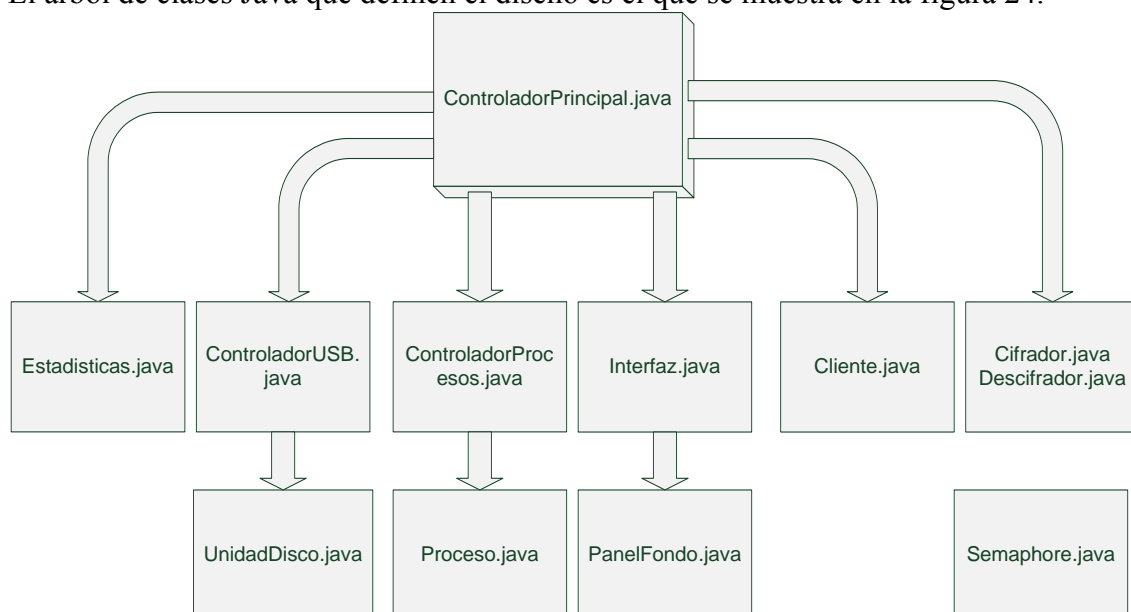 El árbol de clases Java que definen el diseño es el que se muestra en la figura 24.
ControladorPrincipal.java
Estadisticas.java
ControladorUSB.
java
ControladorProc
esos.java
Interfaz.java
Cliente.java
Cifrador.java
Descifrador.java
UnidadDisco.java
Proceso.java
PanelFondo.java
Semaphore.java